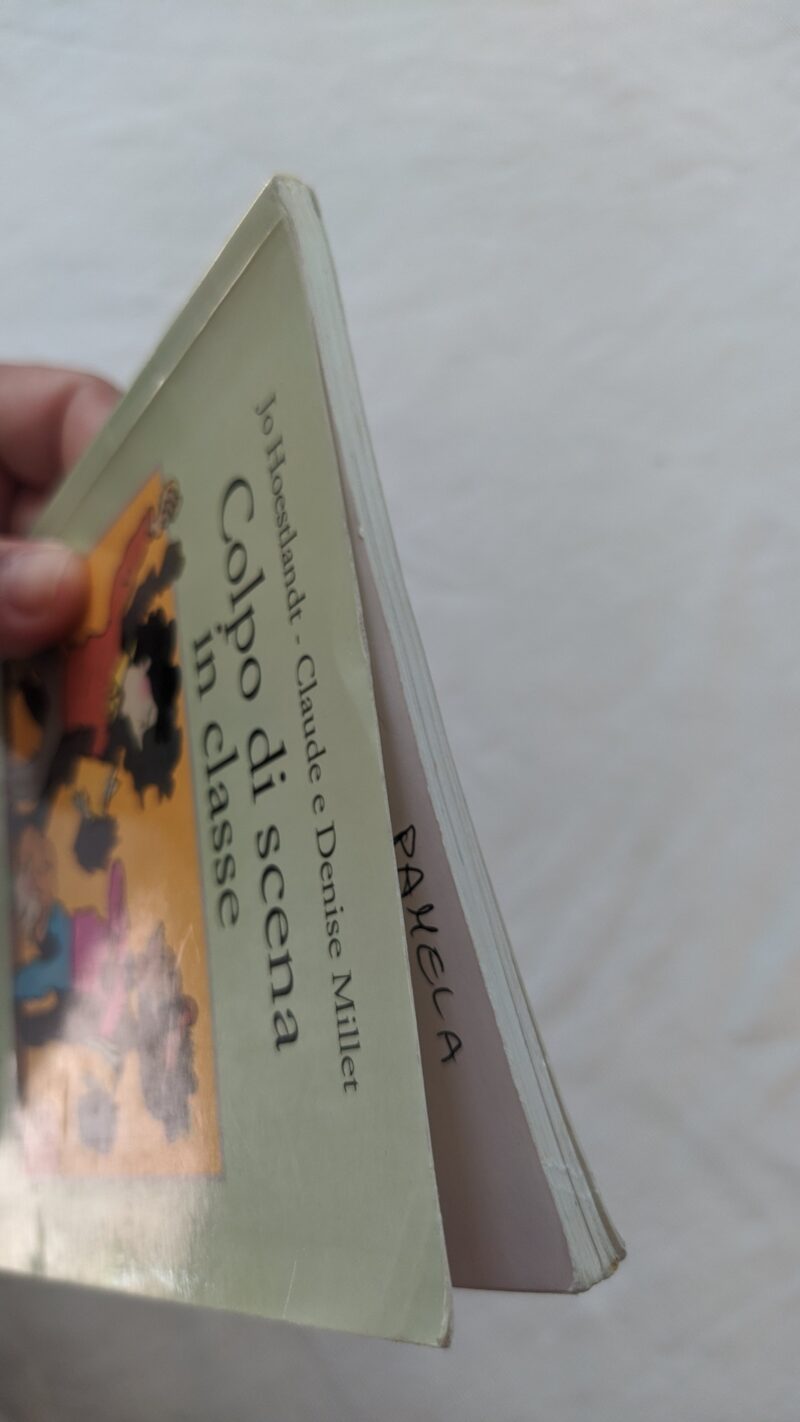 Jo Hoestlandt - Claude e Denise Millet
Colpo di scena
in classe
PAMELA